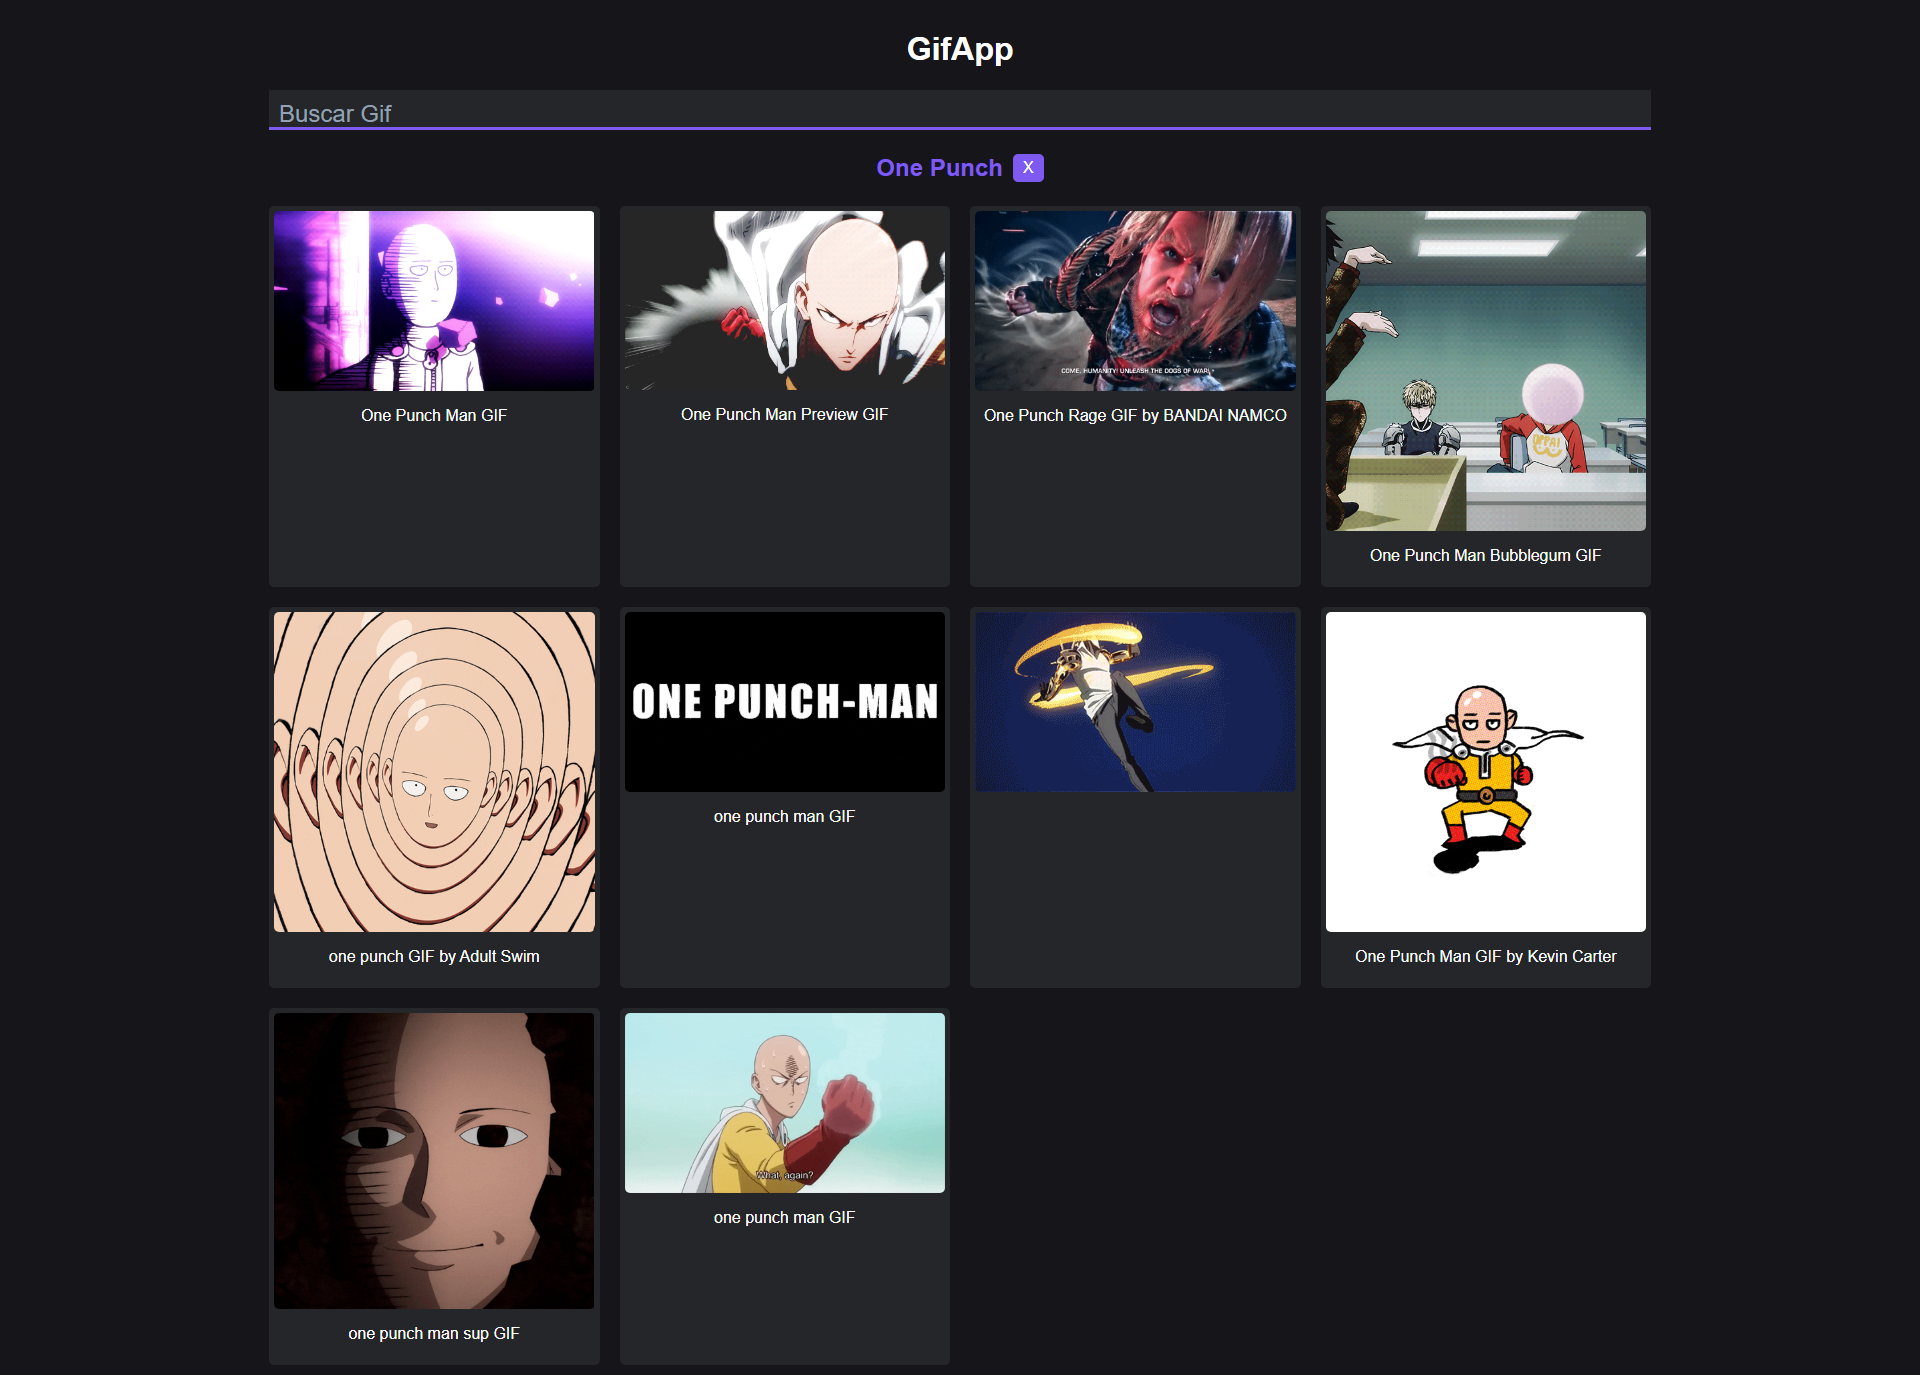 GifApp
Buscar Gif
One Punch X
COME, HUMANITY! UNLEASH THE DOGS OF WAR!
One Punch Man GIF
One Punch Man Preview GIF
One Punch Rage GIF by BANDAI NAMCO
OPPAI
One Punch Man Bubblegum GIF
ONE PUNCH-MAN
one punch man GIF
one punch GIF by Adult Swim
One Punch Man GIF by Kevin Carter
What, again?
one punch man GIF
one punch man sup GIF